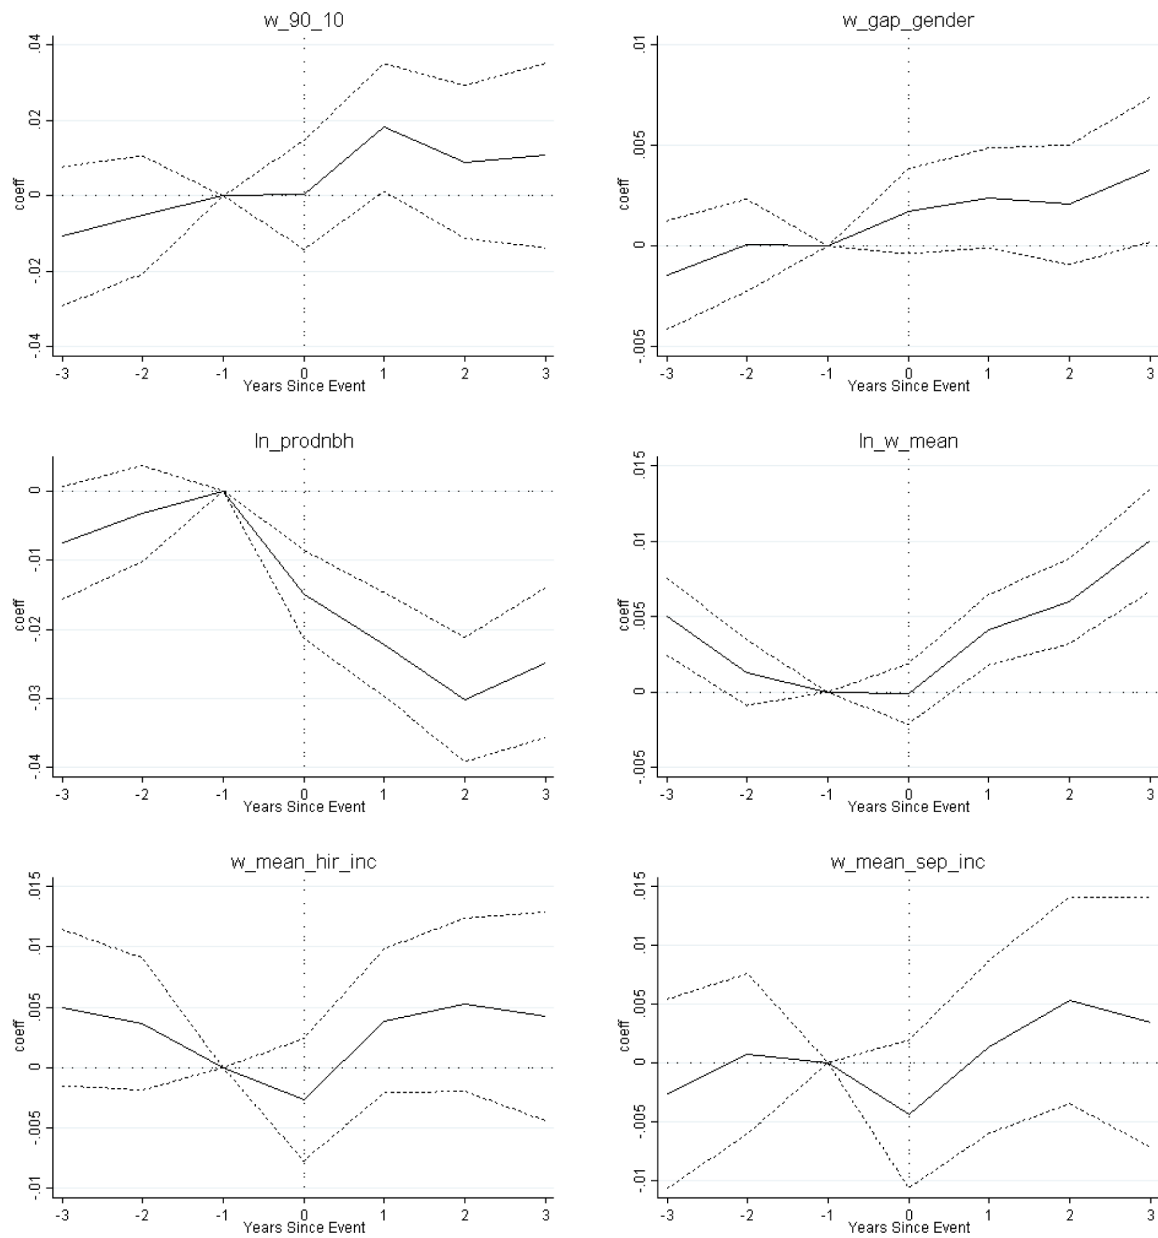 w_90_10
.04
.02
0
-.02
-.04
coeff
-3 -2 -1 0 1 2 3
Years Since Event
w_gap_gender
.01
.005
0
-.005
coeff
-3 -2 -1 0 1 2 3
Years Since Event
ln_prodnbh
0
-.01
-.02
-.03
-.04
coeff
-3 -2 -1 0 1 2 3
Years Since Event
ln_w_mean
.015
.01
.005
0
-.005
coeff
-3 -2 -1 0 1 2 3
Years Since Event
w_mean_hir_inc
.015
.01
.005
0
-.005
-.01
coeff
-3 -2 -1 0 1 2 3
Years Since Event
w_mean_sep_inc
.015
.01
.005
0
-.005
-.01
coeff
-3 -2 -1 0 1 2 3
Years Since Event